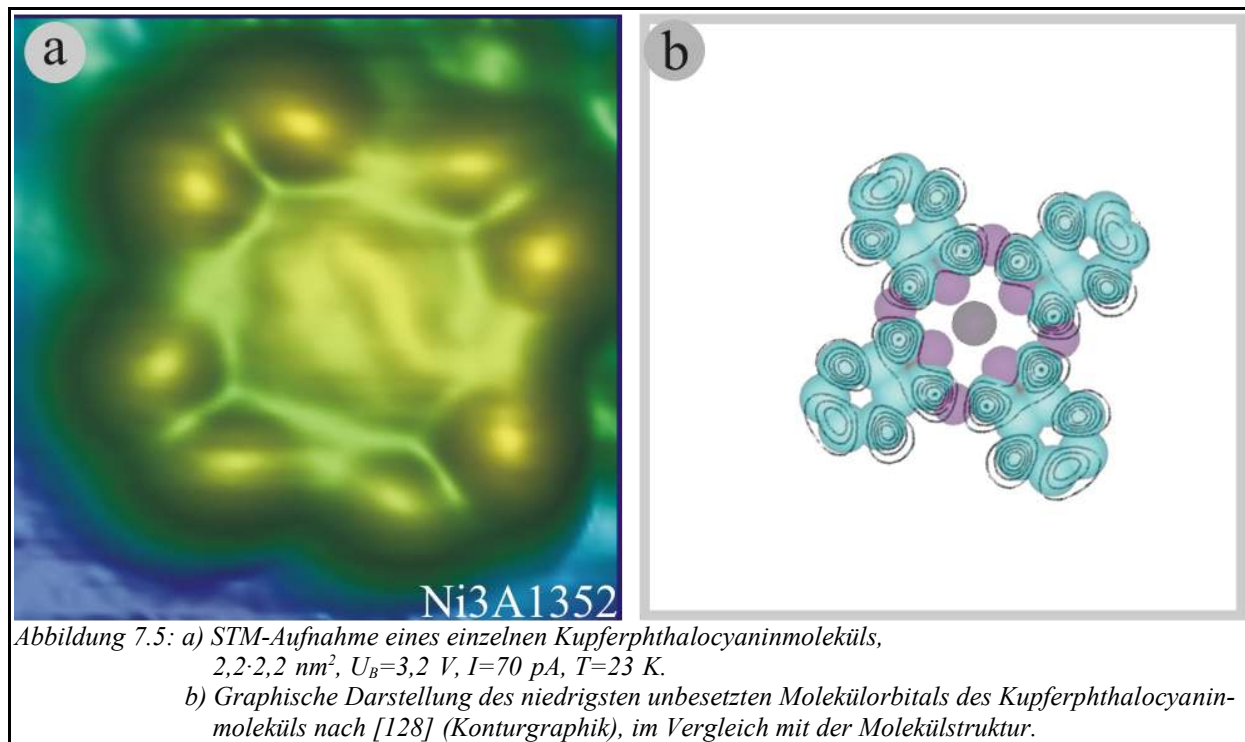 a
b
Ni3A1352
Abbildung 7.5: a) STM-Aufnahme eines einzelnen Kupferphthalocyaninmoleküls,
2,2·2,2 nm², U_B=3,2 V, I=70 pA, T=23 K.
b) Graphische Darstellung des niedrigsten unbesetzten Molekülorbitals des Kupferphthalocyanin-
moleküls nach [128] (Konturgraphik), im Vergleich mit der Molekülstruktur.